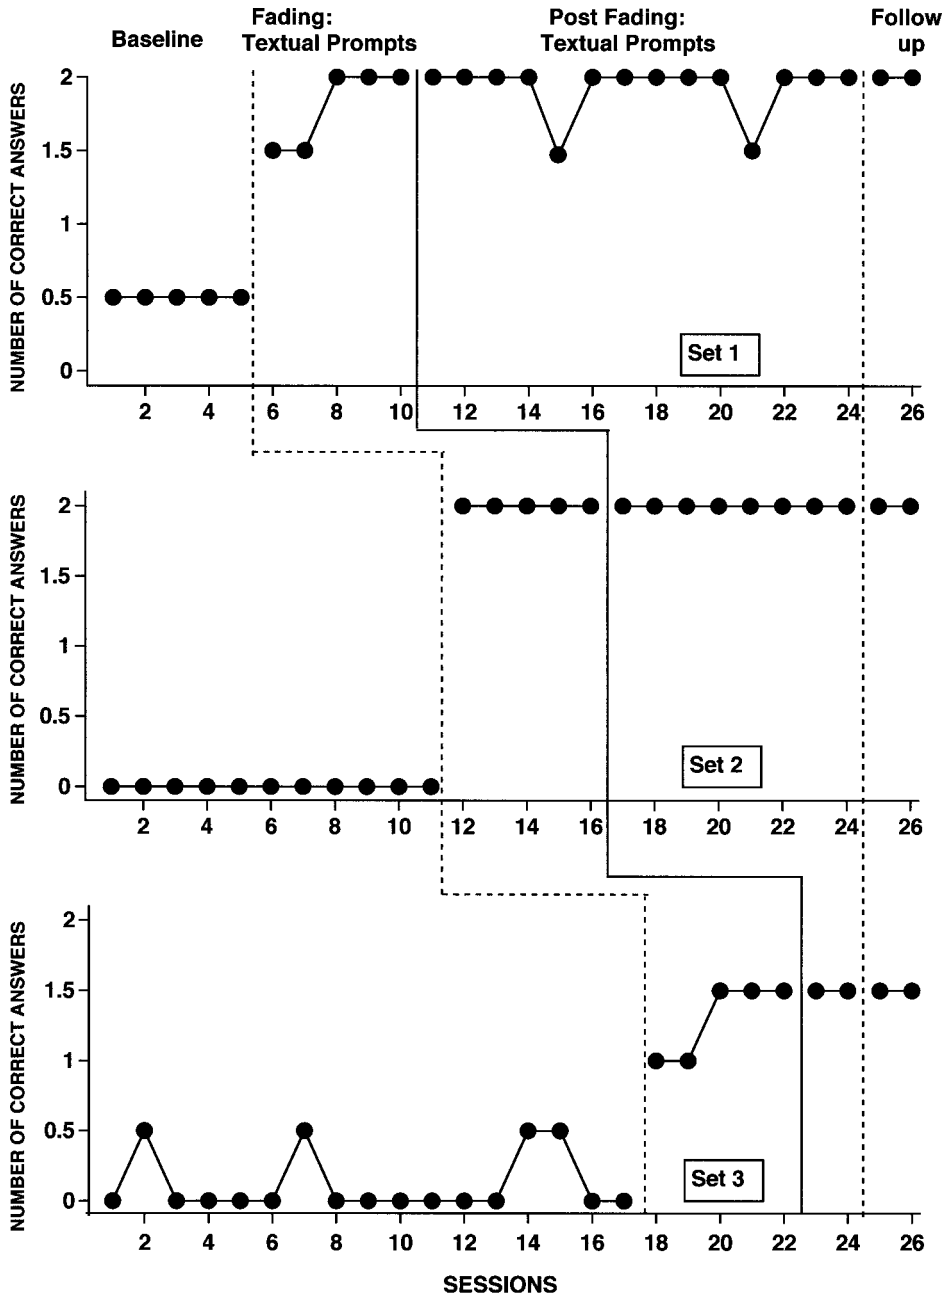 Baseline
Fading:
Textual Prompts
Post Fading:
Textual Prompts
Follow
up
NUMBER OF CORRECT ANSWERS
2
1.5
1
0.5
0
Set 1
2 4 6 8 10 12 14 16 18 20 22 24 26
NUMBER OF CORRECT ANSWERS
2
1.5
1
0.5
0
Set 2
2 4 6 8 10 12 14 16 18 20 22 24 26
NUMBER OF CORRECT ANSWERS
2
1.5
1
0.5
0
Set 3
2 4 6 8 10 12 14 16 18 20 22 24 26
SESSIONS